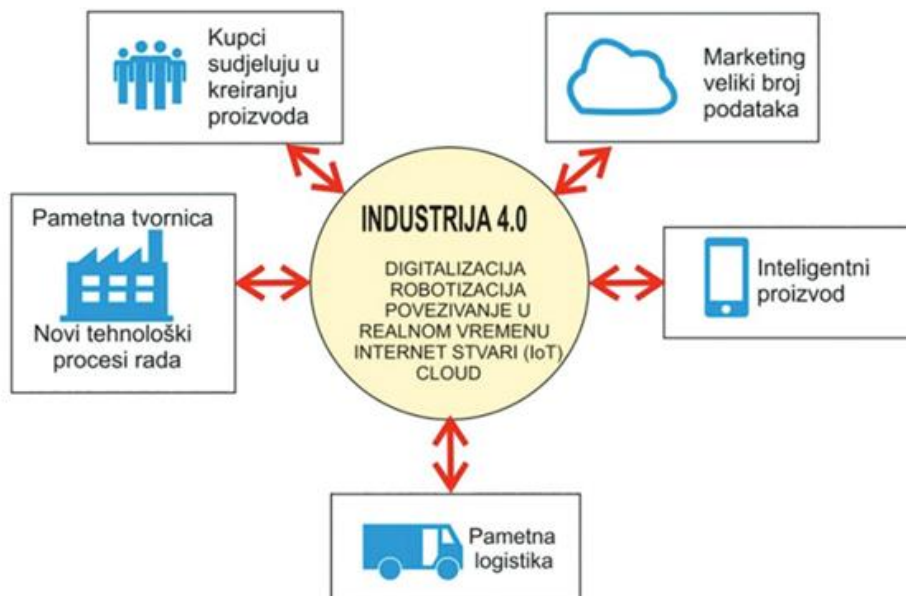 Kupci
sudjeluju u
kreiranju
proizvoda
Marketing
veliki broj
podataka
Pametna tvornica
Novi tehnološki
procesi rada
INDUSTRIJA 4.0
DIGITALIZACIJA
ROBOTIZACIJA
POVEZIVANJE U
REALNOM VREMENU
INTERNET STVARI (IoT)
CLOUD
Inteligentni
proizvod
Pametna
logistika